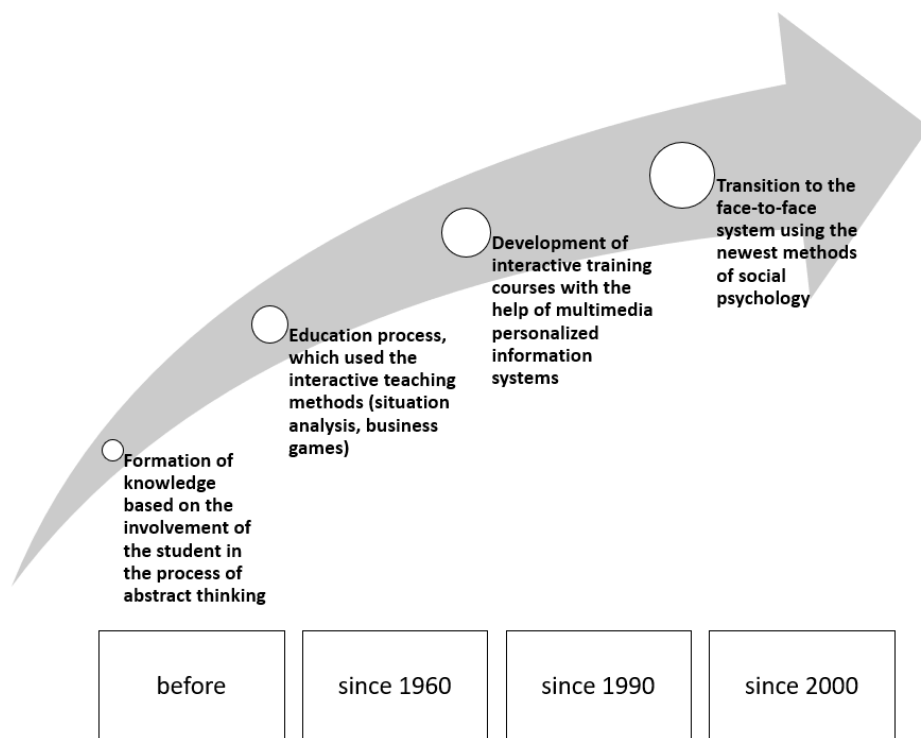 Formation of
knowledge
based on the
involvement of
the student in
the process of
abstract thinking
Education process,
which used the
interactive teaching
methods (situation
analysis, business
games)
Development of
interactive training
courses with the
help of multimedia
personalized
information
systems
Transition to the
face-to-face
system using the
newest methods
of social
psychology
before
since 1960
since 1990
since 2000